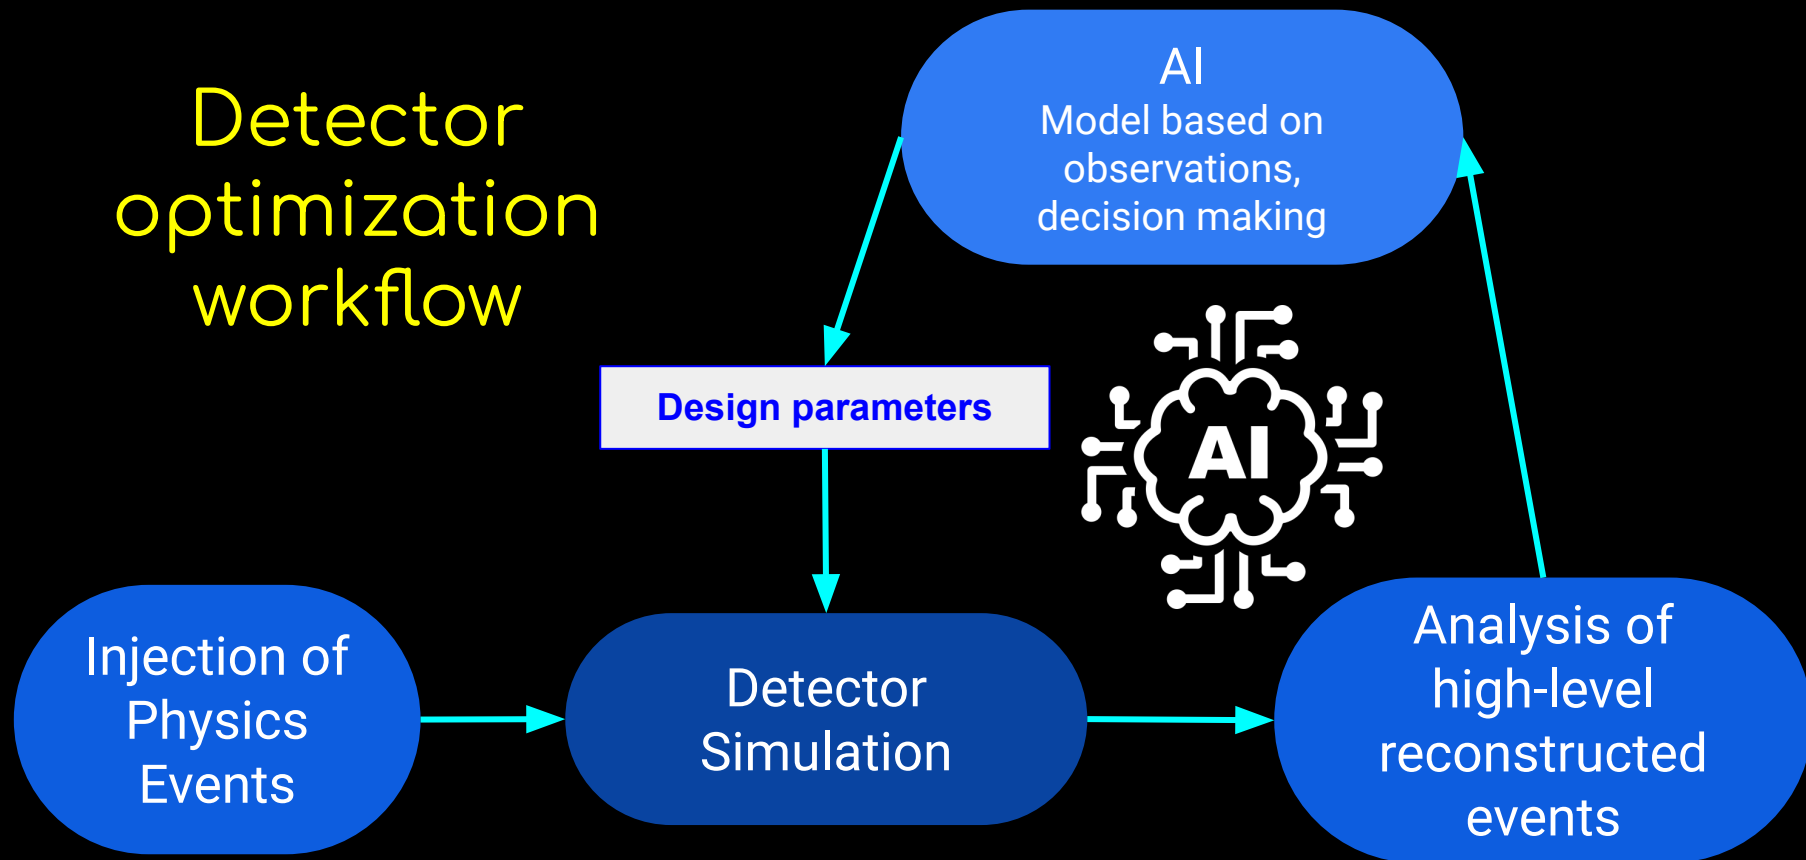 Detector
optimization
workflow
AI
Model based on
observations,
decision making
Design parameters
AI
Injection of
Physics
Events
Detector
Simulation
Analysis of
high-level
reconstructed
events